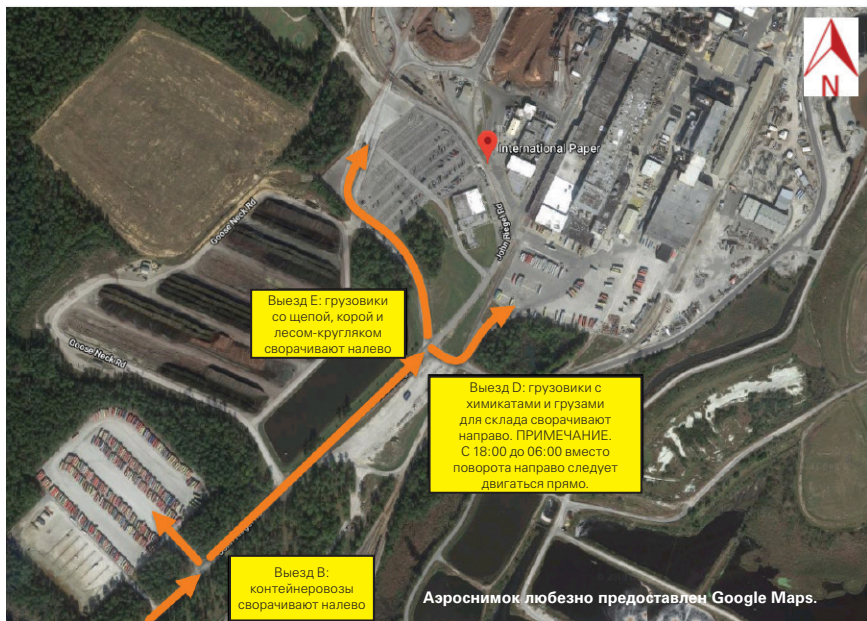 N
International Paper
Goose Neck Rd
John Riegel Rd
Выезд E: грузовики
со щепой, корой и
лесом-кругляком
сворачивают налево
Goose Neck Rd
Выезд D: грузовики с
химикатами и грузами
для склада сворачивают
направо. ПРИМЕЧАНИЕ.
С 18:00 до 06:00 вместо
поворота направо следует
двигаться прямо.
Выезд B:
контейнеровозы
сворачивают налево
Аэроснимок любезно предоставлен Google Maps.